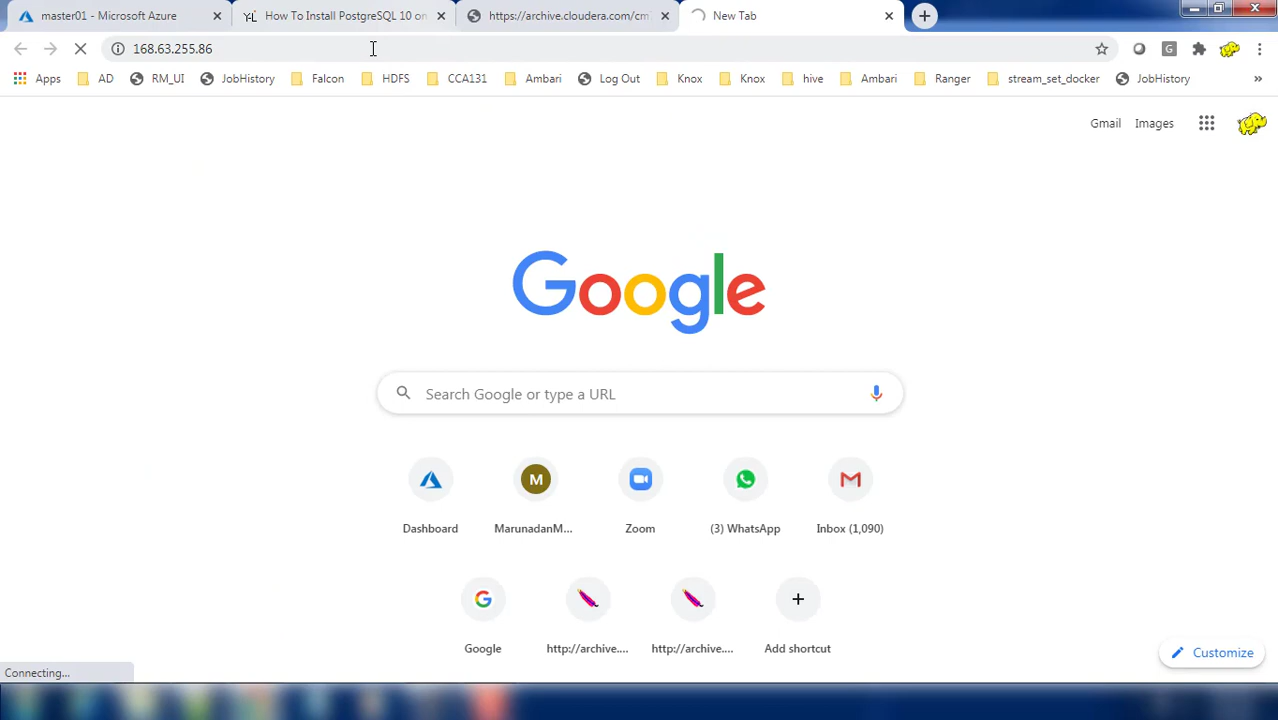 master01 - Microsoft Azure
YL How To Install PostgreSQL 10 on
https://archive.cloudera.com/cm
New Tab
168.63.255.86
Apps AD RM_UI JobHistory Falcon HDFS CCA131 Ambari Log Out Knox Knox hive Ambari Ranger stream_set_docker JobHistory »
Gmail Images
Google
Search Google or type a URL
M
Dashboard MarunadanM... Zoom (3) WhatsApp Inbox (1,090)
Google http://archive.... http://archive.... Add shortcut
Customize
Connecting...